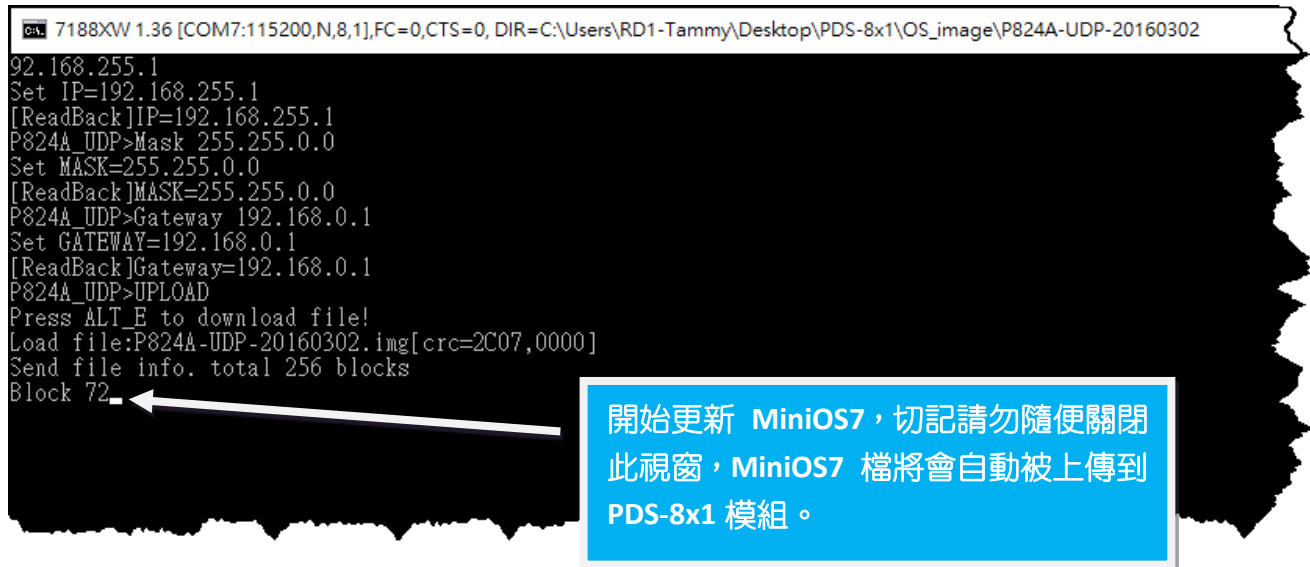 7188XW 1.36 [COM7:115200,N,8,1],FC=0,CTS=0, DIR=C:\Users\RD1-Tammy\Desktop\PDS-8x1\OS_image\P824A-UDP-20160302
92.168.255.1
Set IP=192.168.255.1
[ReadBack]IP=192.168.255.1
P824A_UDP>Mask 255.255.0.0
Set MASK=255.255.0.0
[ReadBack]MASK=255.255.0.0
P824A_UDP>Gateway 192.168.0.1
Set GATEWAY=192.168.0.1
[ReadBack]Gateway=192.168.0.1
P824A_UDP>UPLOAD
Press ALT_E to download file!
Load file:P824A-UDP-20160302.img[crc=2C07,0000]
Send file info. total 256 blocks
Block 72_
開始更新 MiniOS7，切記請勿隨便關閉
此視窗，MiniOS7 檔將會自動被上傳到
PDS-8x1 模組。